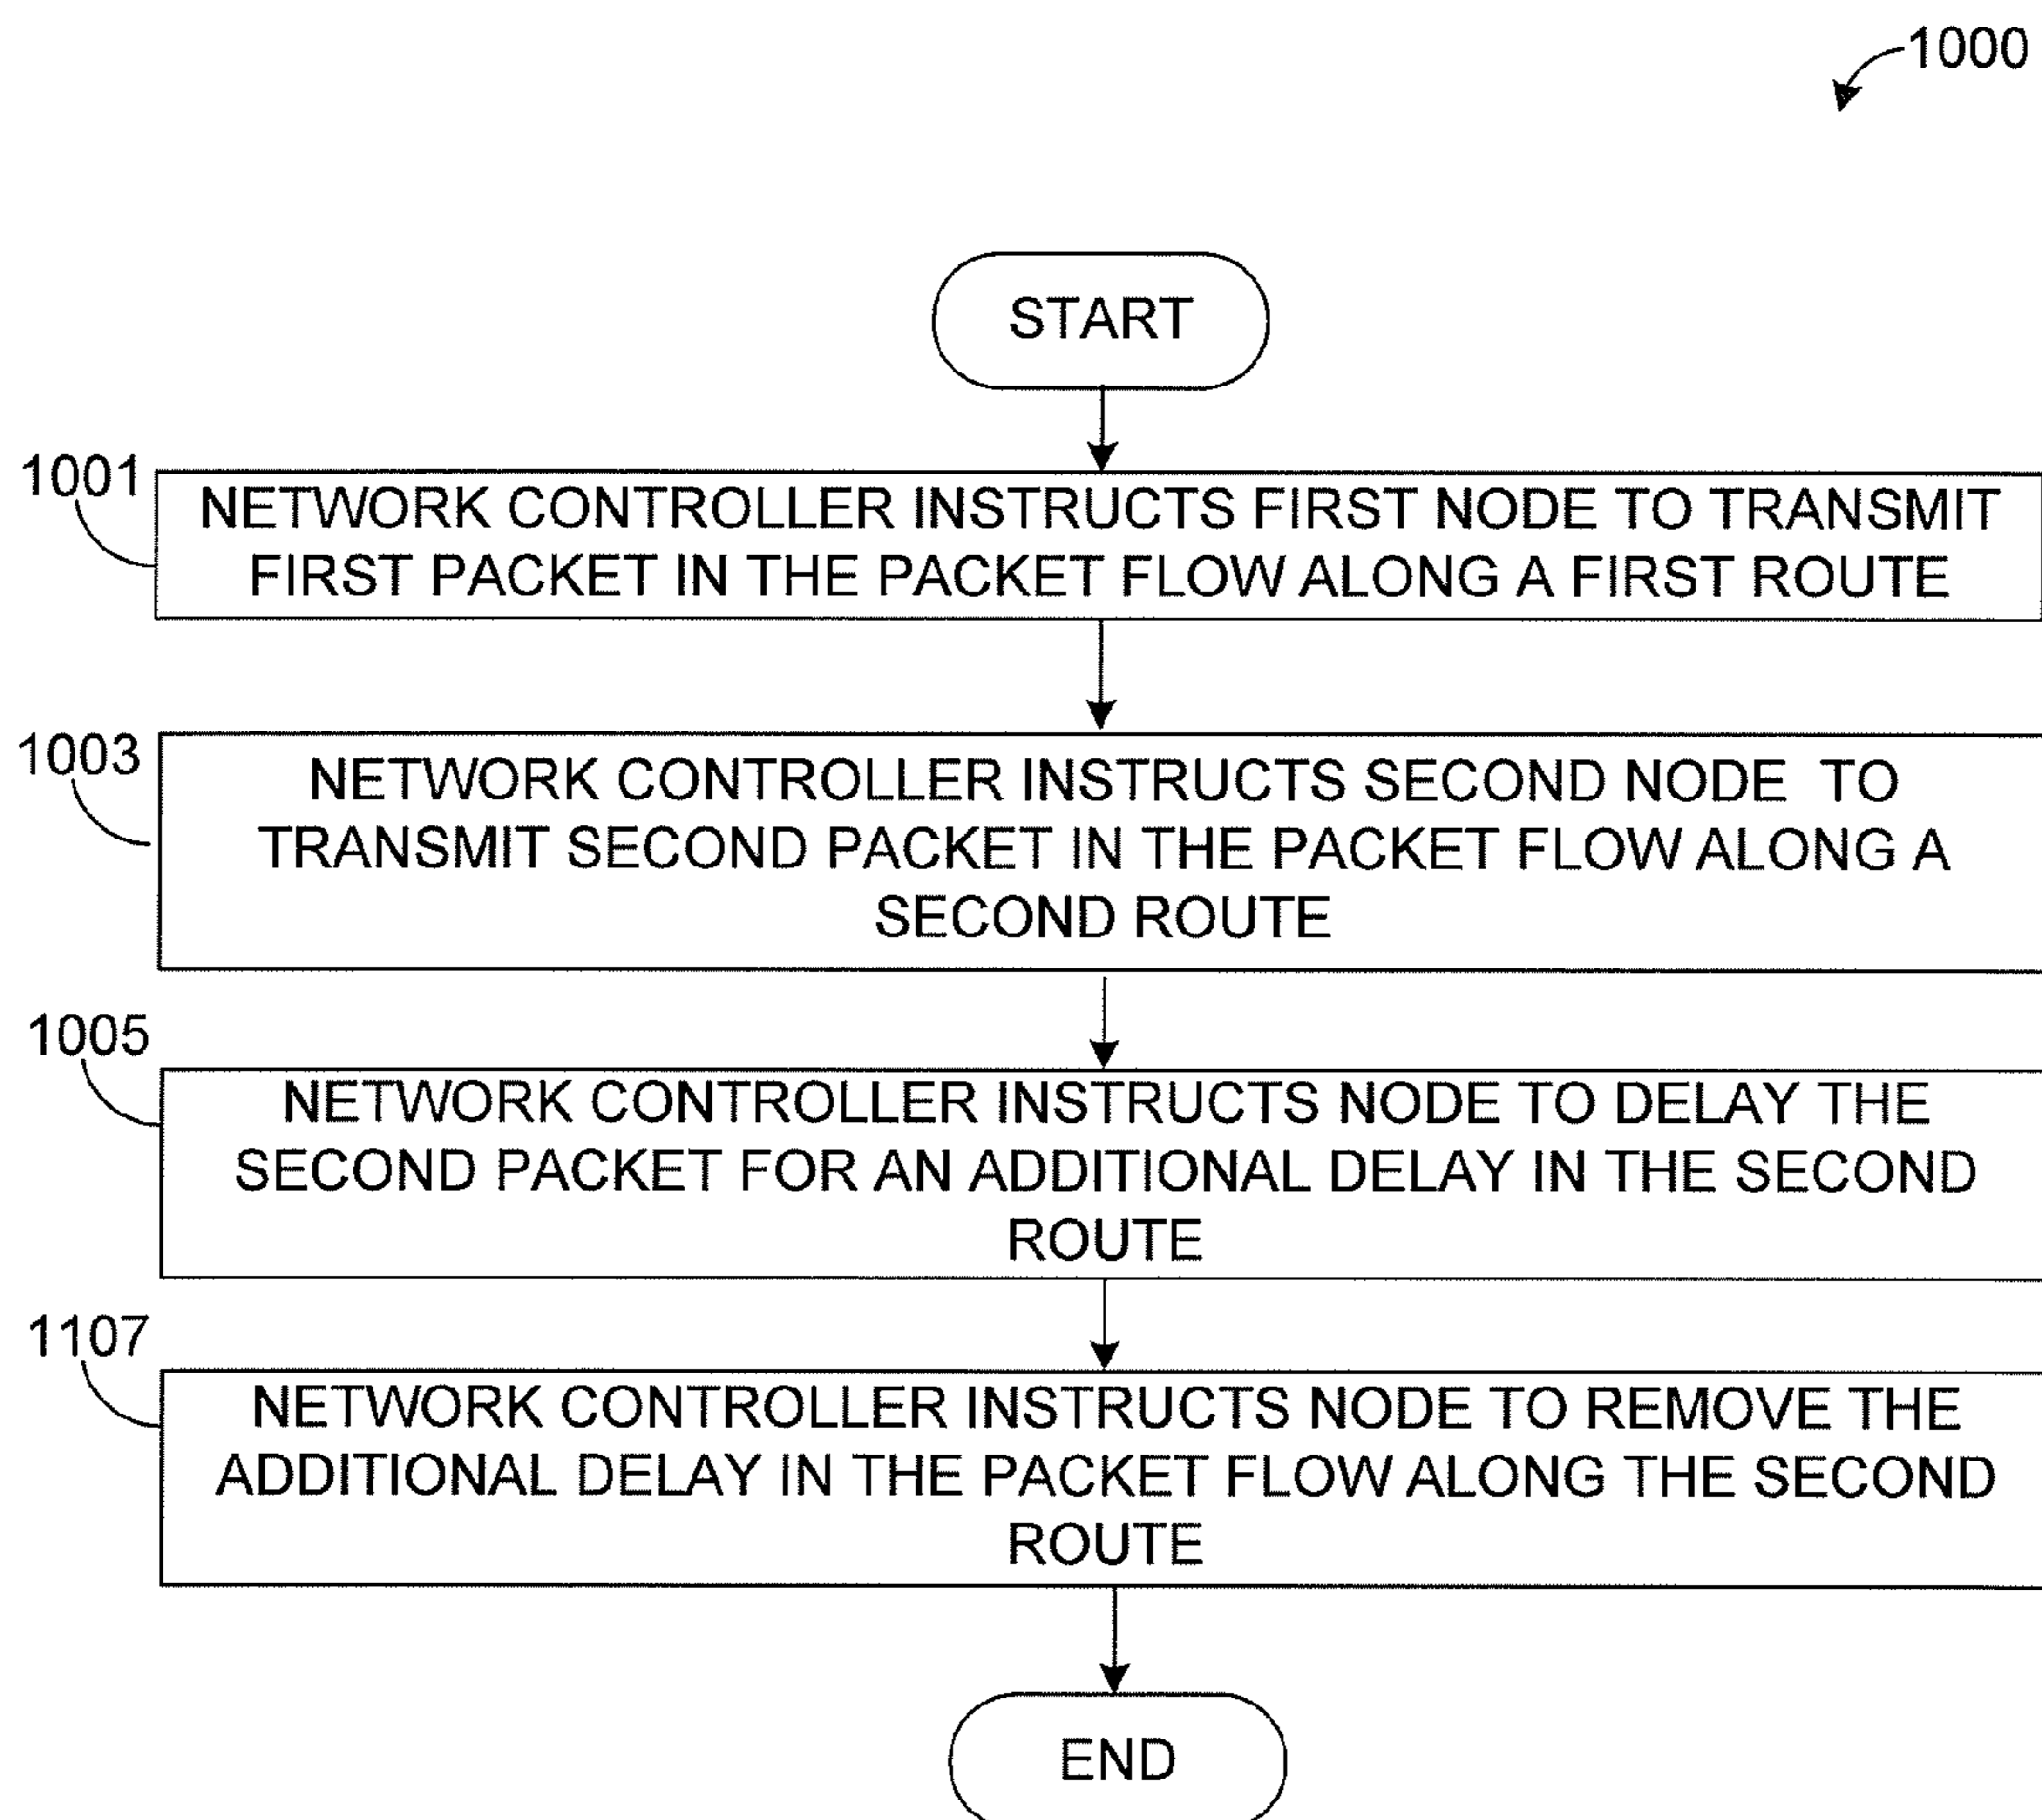 1000
START
1001
NETWORK CONTROLLER INSTRUCTS FIRST NODE TO TRANSMIT
FIRST PACKET IN THE PACKET FLOW ALONG A FIRST ROUTE
1003
NETWORK CONTROLLER INSTRUCTS SECOND NODE TO
TRANSMIT SECOND PACKET IN THE PACKET FLOW ALONG A
SECOND ROUTE
1005
NETWORK CONTROLLER INSTRUCTS NODE TO DELAY THE
SECOND PACKET FOR AN ADDITIONAL DELAY IN THE SECOND
ROUTE
1107
NETWORK CONTROLLER INSTRUCTS NODE TO REMOVE THE
ADDITIONAL DELAY IN THE PACKET FLOW ALONG THE SECOND
ROUTE
END